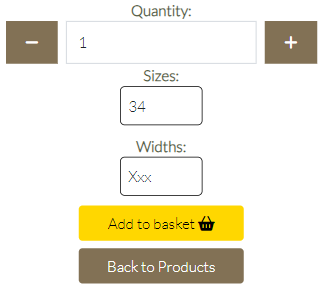 Quantity:
− 1 +
Sizes:
34
Widths:
Xxx
Add to basket
Back to Products